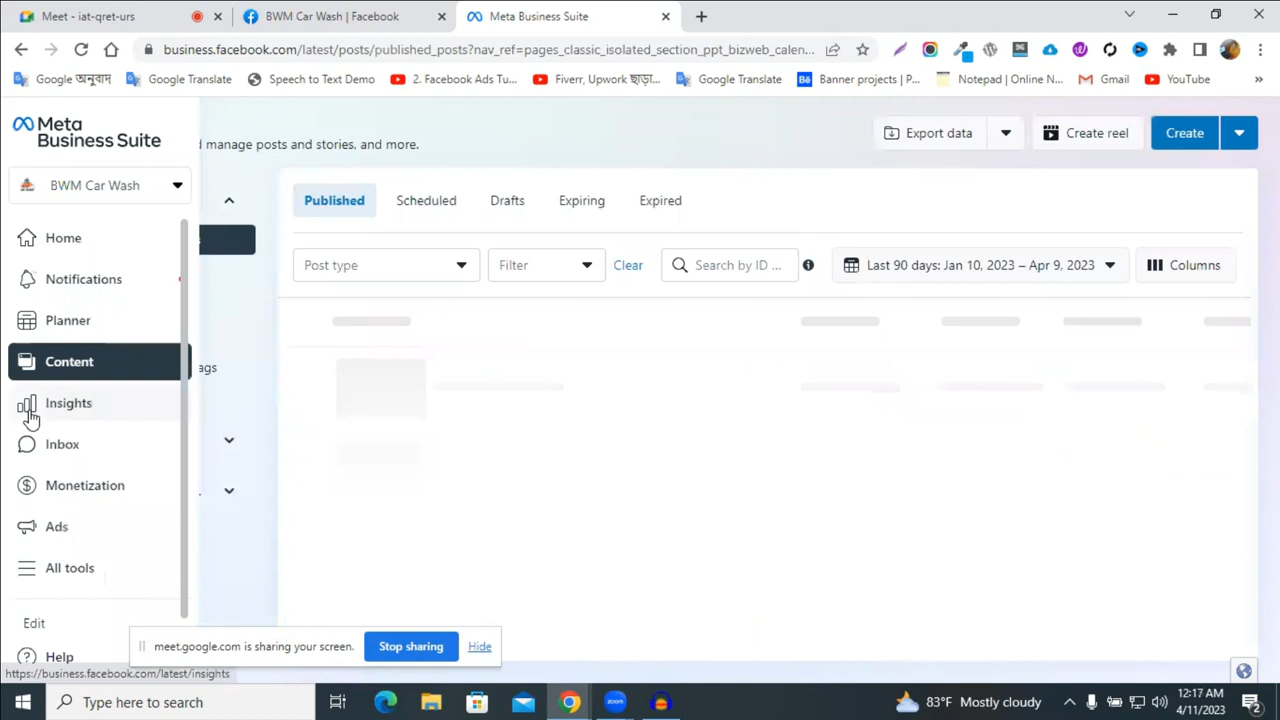 Meet - iat-qret-urs
BWM Car Wash | Facebook
Meta Business Suite
business.facebook.com/latest/posts/published_posts?nav_ref=pages_classic_isolated_section_ppt_bizweb_calen...
Google অনুবাদ
Google Translate
Speech to Text Demo
2. Facebook Ads Tu...
Fiverr, Upwork ছাড়া...
Google Translate
Bē
Banner projects | P...
Notepad | Online N...
Gmail
YouTube
»
Meta
Business Suite
d manage posts and stories, and more.
Export data
Create reel
Create
BWM Car Wash
Home
Notifications
Planner
Content
Insights
Inbox
Monetization
Ads
All tools
Edit
Help
ags
Published
Scheduled
Drafts
Expiring
Expired
Post type
Filter
Clear
Search by ID ...
Last 90 days: Jan 10, 2023 – Apr 9, 2023
Columns
meet.google.com is sharing your screen.
Stop sharing
Hide
https://business.facebook.com/latest/insights
Type here to search
zoom
83°F Mostly cloudy
12:17 AM
4/11/2023
2